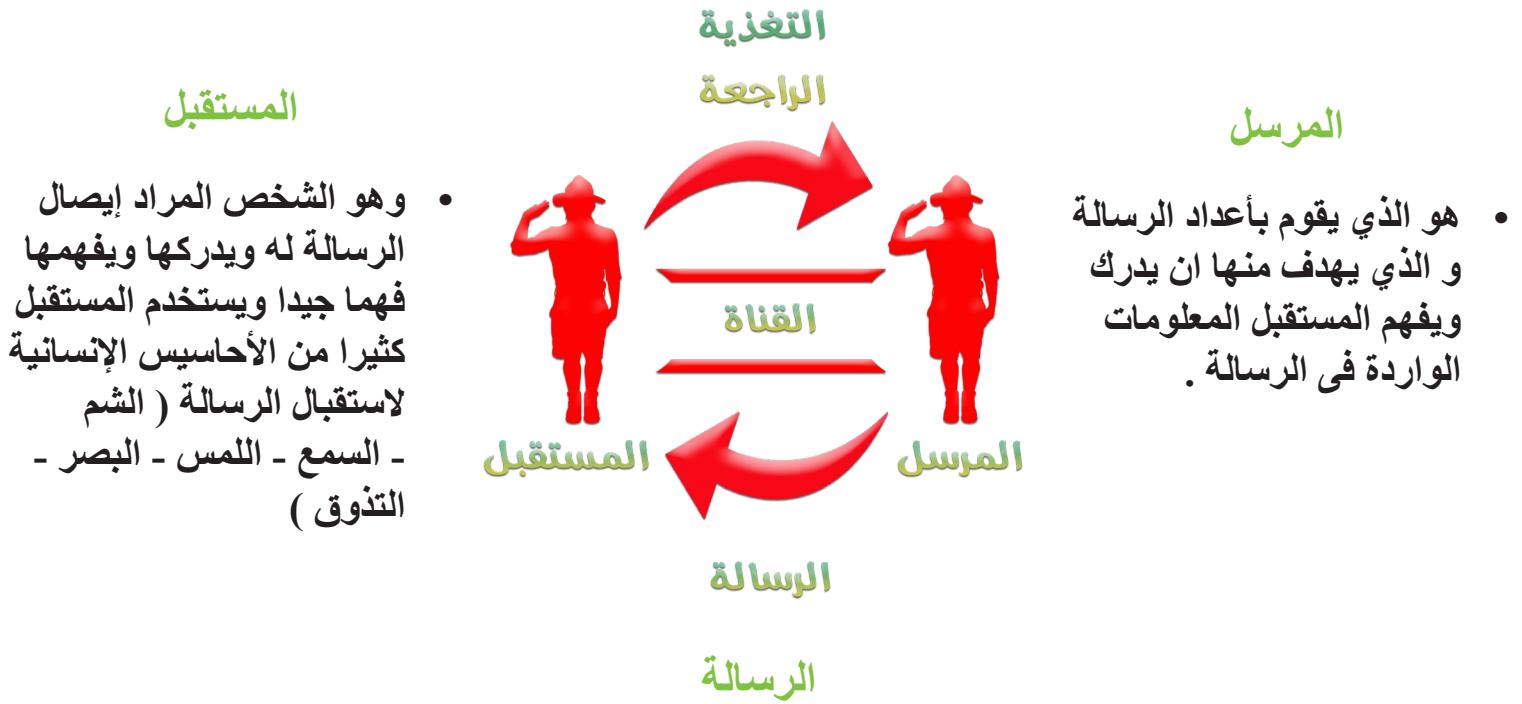 التغذية
الراجعة
المرسل
• هو الذي يقوم بأعداد الرسالة
و الذي يهدف منها ان يدرك
ويفهم المستقبل المعلومات
الواردة فى الرسالة .
المستقبل
• وهو الشخص المراد إيصال
الرسالة له ويدركها ويفهمها
فهما جيدا ويستخدم المستقبل
كثيرا من الأحاسيس الإنسانية
لاستقبال الرسالة ( الشم
- السمع - اللمس - البصر -
التذوق )
القناة
المرسل
المستقبل
الرسالة
الرسالة